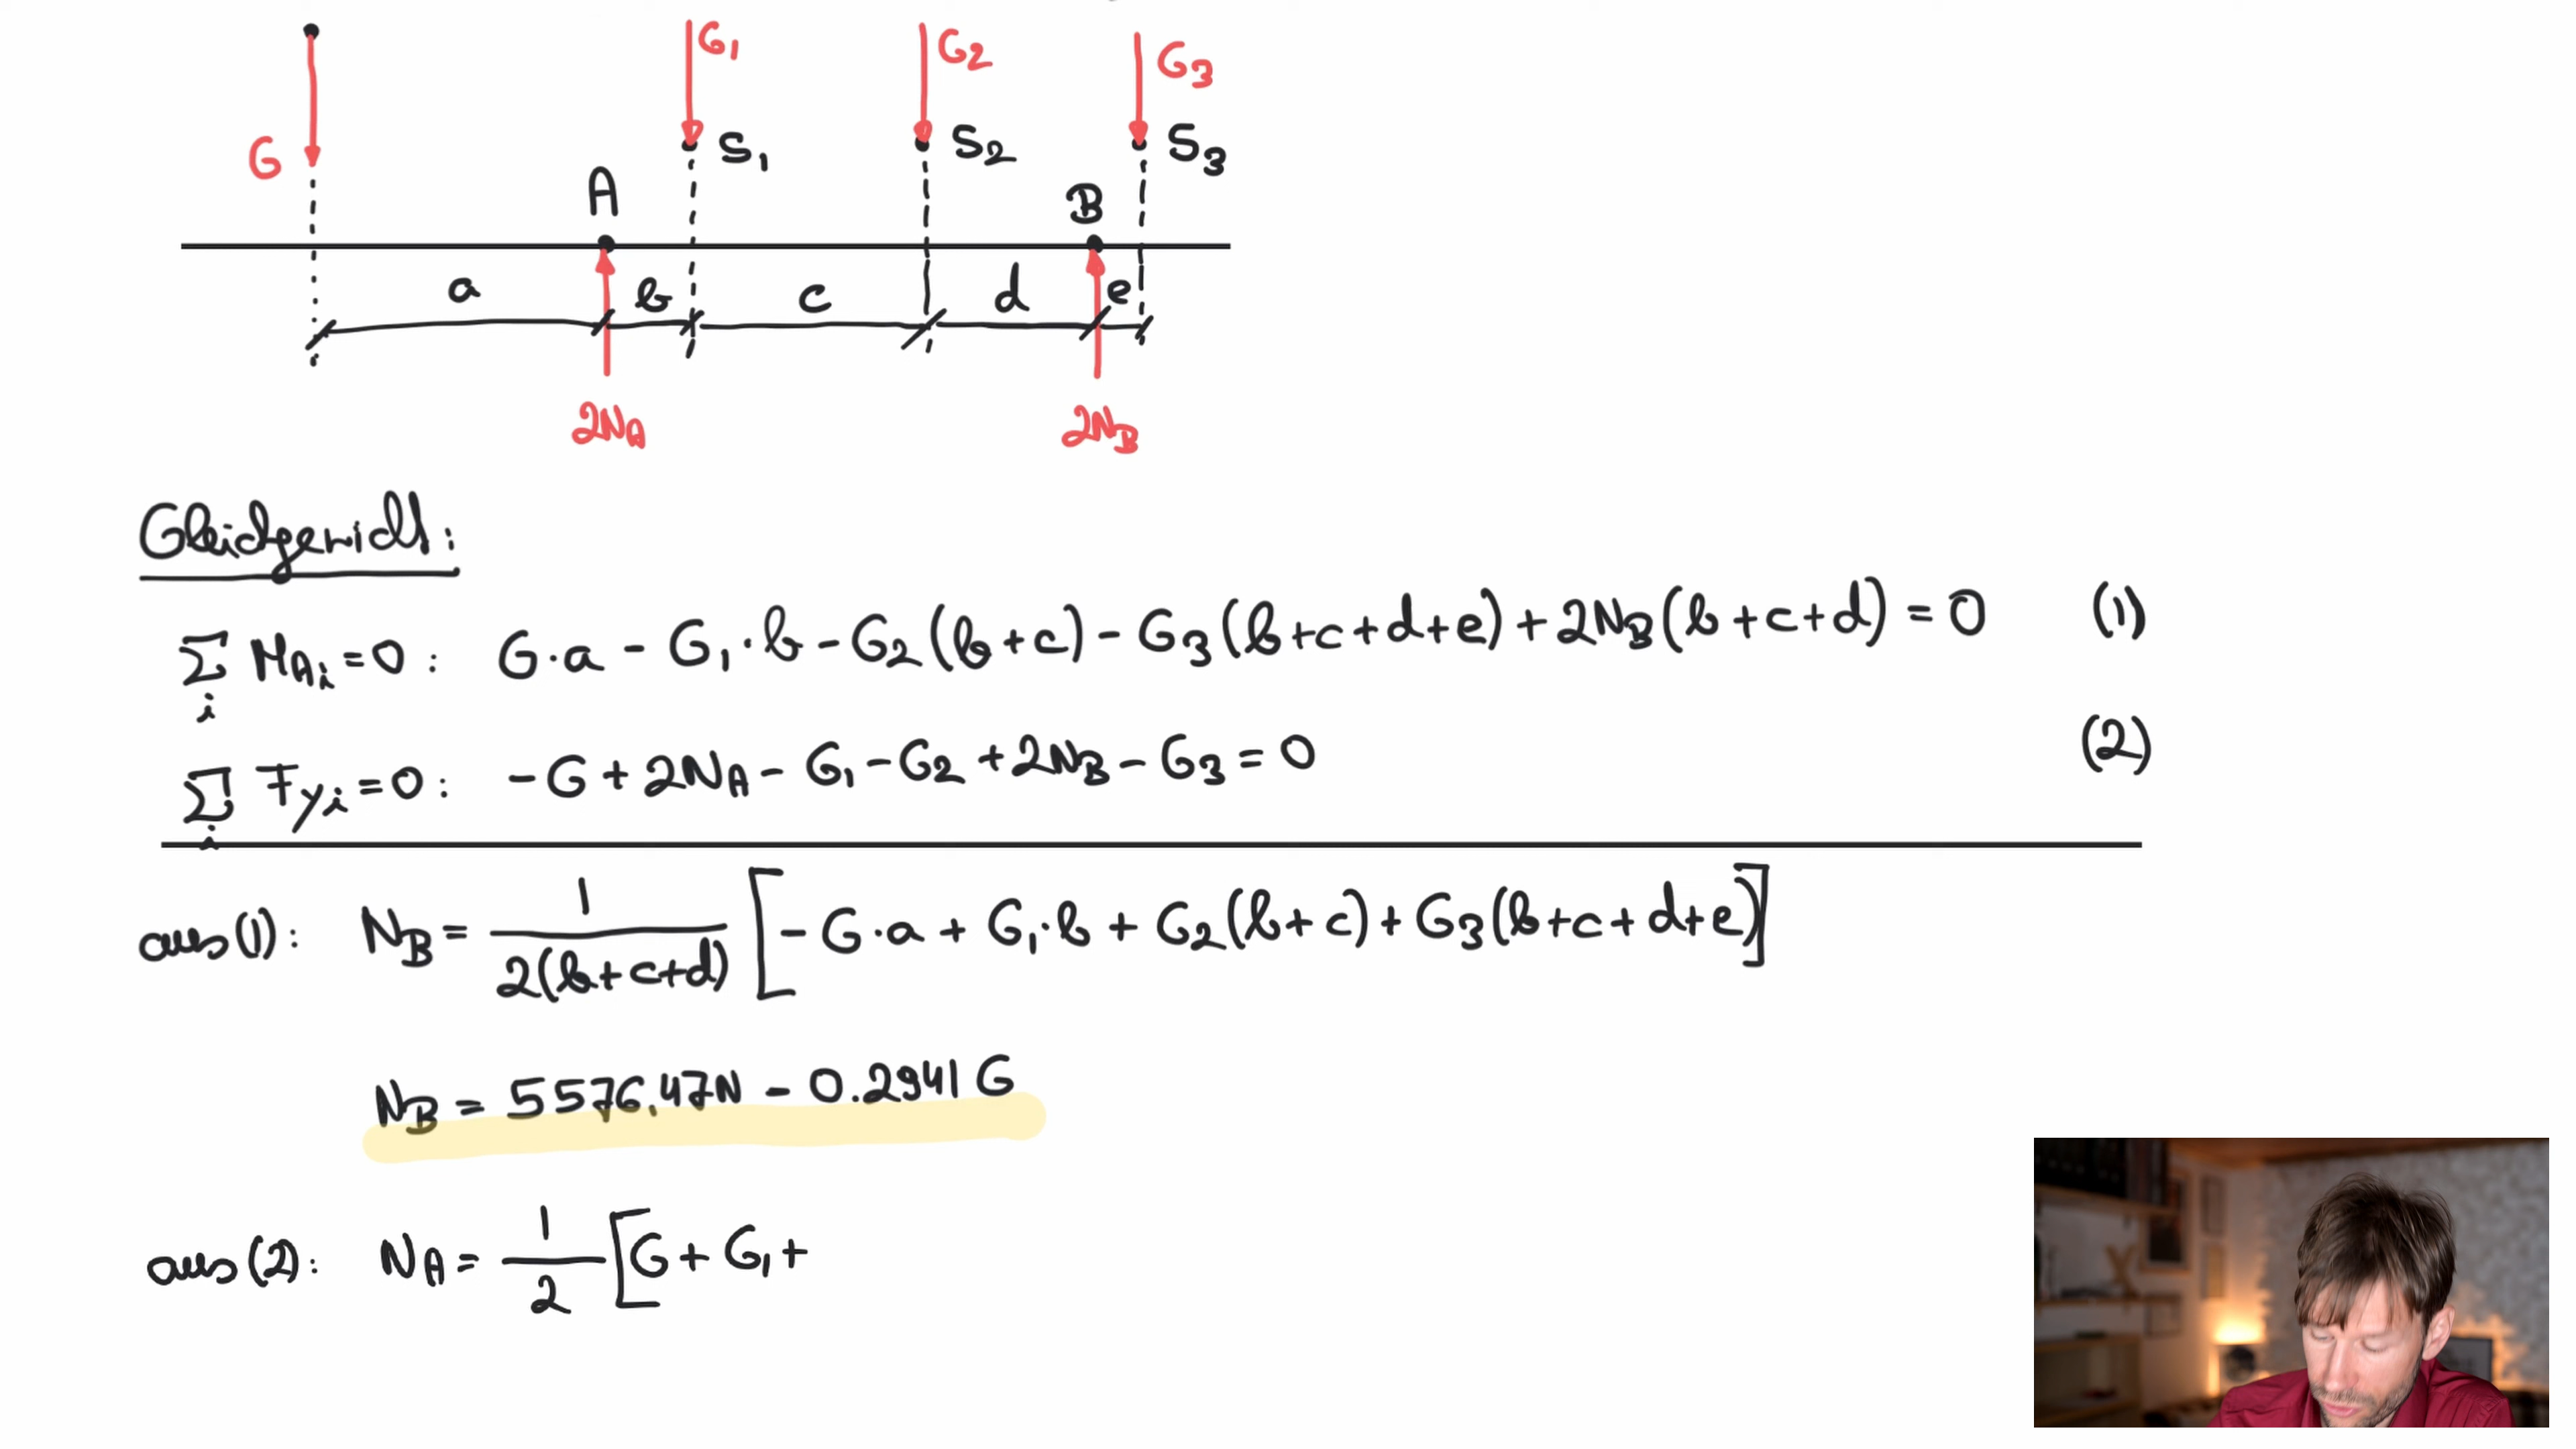 G₁ G₂ G₃
G S₁ S₂ S₃
A B
a b c d e
2N_A 2N_B
Gleichgewicht:
∑_i M_Ai = 0 : G·a - G₁·b - G₂(b+c) - G₃(b+c+d+e) + 2N_B(b+c+d) = 0 (1)
∑_i F_yi = 0 : -G + 2N_A - G₁ - G₂ + 2N_B - G₃ = 0 (2)
aus(1): N_B = 1/2(b+c+d) [-G·a + G₁·b + G₂(b+c) + G₃(b+c+d+e)]
N_B = 5576.47N - 0.2941 G
aus(2): N_A = 1/2 [G + G₁ +